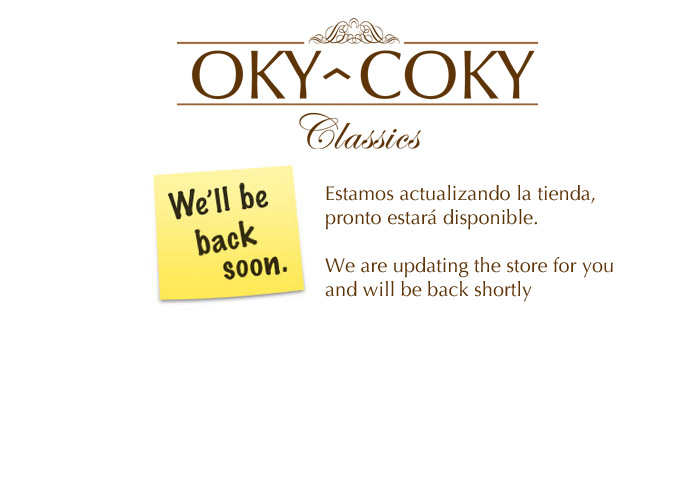 OKY^COKY
Classics
We'll be
back
soon.
Estamos actualizando la tienda,
pronto estará disponible.
We are updating the store for you
and will be back shortly